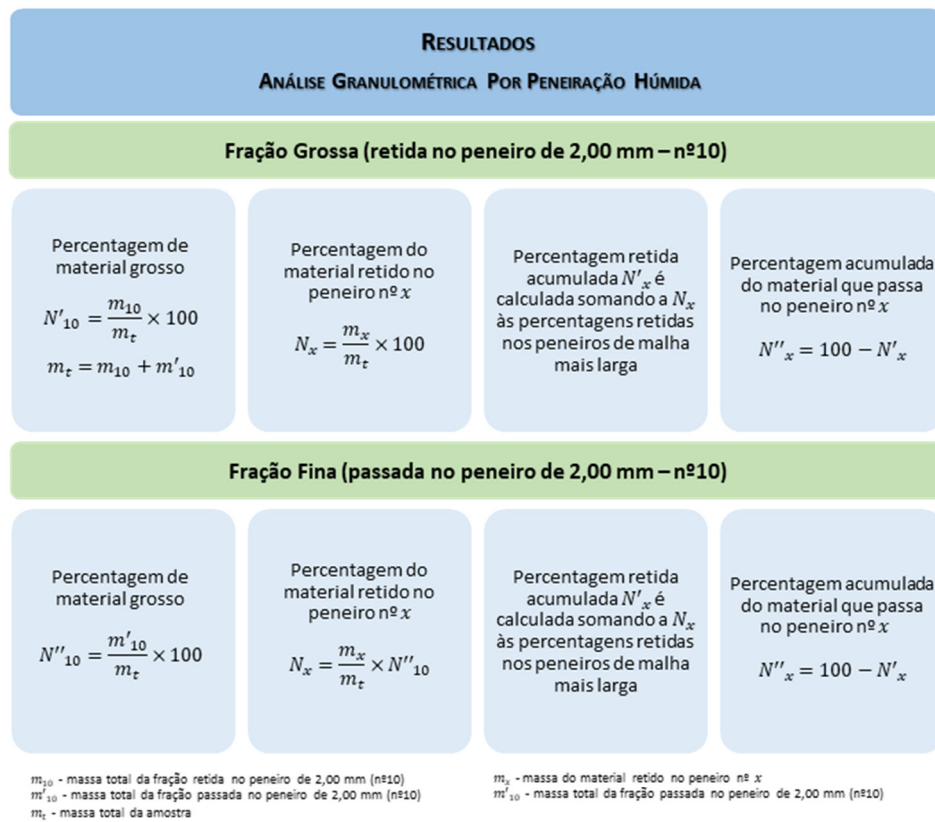 RESULTADOS
ANÁLISE GRANULOMÉTRICA POR PENEIRAÇÃO HÚMIDA
Fração Grossa (retida no peneiro de 2,00 mm – nº10)
Percentagem de
material grosso
N'₁₀ = m₁₀/mₜ × 100
mₜ = m₁₀ + m'₁₀
Percentagem do
material retido no
peneiro nº x
Nₓ = mₓ/mₜ × 100
Percentagem retida
acumulada N'ₓ é
calculada somando a Nₓ
às percentagens retidas
nos peneiros de malha
mais larga
Percentagem acumulada
do material que passa
no peneiro nº x
N''ₓ = 100 − N'ₓ
Fração Fina (passada no peneiro de 2,00 mm – nº10)
Percentagem de
material grosso
N''₁₀ = m'₁₀/mₜ × 100
Percentagem do
material retido no
peneiro nº x
Nₓ = mₓ/mₜ × N''₁₀
Percentagem retida
acumulada N'ₓ é
calculada somando a Nₓ
às percentagens retidas
nos peneiros de malha
mais larga
Percentagem acumulada
do material que passa
no peneiro nº x
N''ₓ = 100 − N'ₓ
m₁₀ - massa total da fração retida no peneiro de 2,00 mm (nº10)
m'₁₀ - massa total da fração passada no peneiro de 2,00 mm (nº10)
mₜ - massa total da amostra
mₓ - massa do material retido no peneiro nº x
m'₁₀ - massa total da fração passada no peneiro de 2,00 mm (nº10)